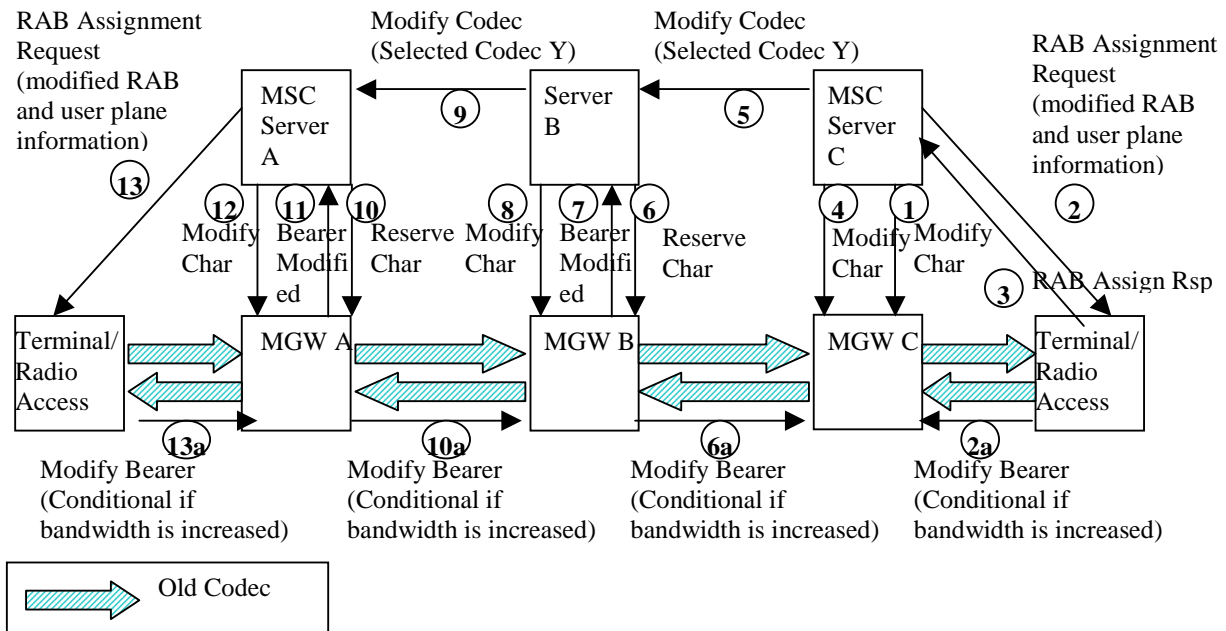 RAB Assignment
Request
(modified RAB
and user plane
information)
Modify Codec
(Selected Codec Y)
Modify Codec
(Selected Codec Y)
RAB Assignment
Request
(modified RAB
and user plane
information)
MSC
Server
A
Server
B
MSC
Server
C
9
5
13
12
11
10
8
7
6
4
1
2
Modify
Char
Bearer
Modifi
ed
Reserve
Char
Modify
Char
Bearer
Modifi
ed
Reserve
Char
Modify
Char
Modify
Char
3
RAB Assign Rsp
Terminal/
Radio
Access
MGW A
MGW B
MGW C
Terminal/
Radio
Access
13a
10a
6a
2a
Modify Bearer
(Conditional if
bandwidth is increased)
Modify Bearer
(Conditional if
bandwidth is increased)
Modify Bearer
(Conditional if
bandwidth is increased)
Modify Bearer
(Conditional if
bandwidth is increased)
Old Codec